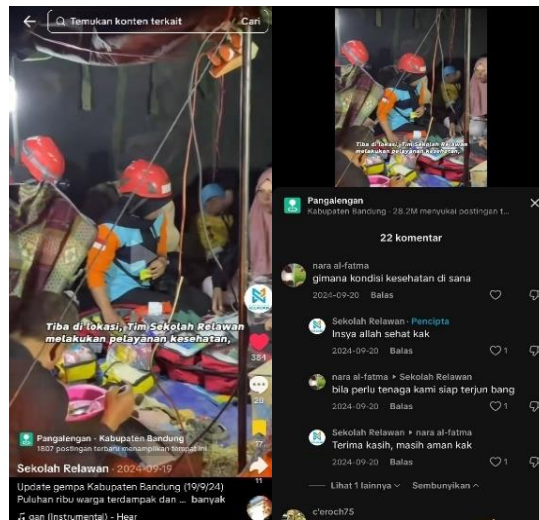 Temukan konten terkait
Cari
Tiba di lokasi, Tim Sekolah Relawan
melakukan pelayanan kesehatan,
384
20
17
11
Pangalengan - Kabupaten Bandung
1807 postingan terbaru menampilkan tempat ini
Sekolah Relawan · 2024-09-19
Update gempa Kabupaten Bandung (19/9/24)
Puluhan ribu warga terdampak dan ... banyak
gan (Instrumental) - Hear
Tiba di lokasi, Tim Sekolah Relawan
melakukan pelayanan kesehatan,
Pangalengan
Kabupaten Bandung · 28.2M menyukai postingan t...
22 komentar
nara al-fatma
gimana kondisi kesehatan di sana
2024-09-20 Balas
Sekolah Relawan · Pencipta
Insya allah sehat kak
2024-09-20 Balas 1
nara al-fatma ▸ Sekolah Relawan
bila perlu tenaga kami siap terjun bang
2024-09-20 Balas 1
Sekolah Relawan ▸ nara al-fatma
Terima kasih, masih aman kak
2024-09-20 Balas 1
Lihat 1 lainnya Sembunyikan
c'eroch75